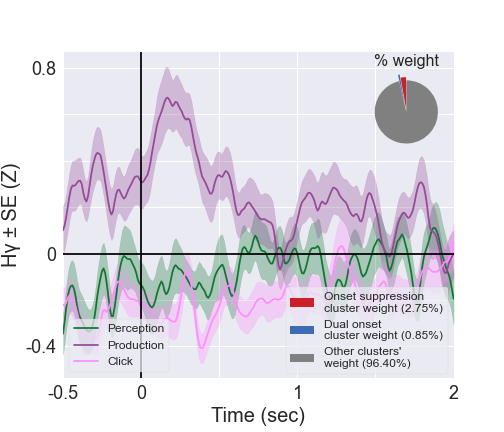 % weight
0.8
0
-0.4
Hγ ± SE (Z)
Perception
Production
Click
Onset suppression
cluster weight (2.75%)
Dual onset
cluster weight (0.85%)
Other clusters'
weight (96.40%)
-0.5
0
1
2
Time (sec)